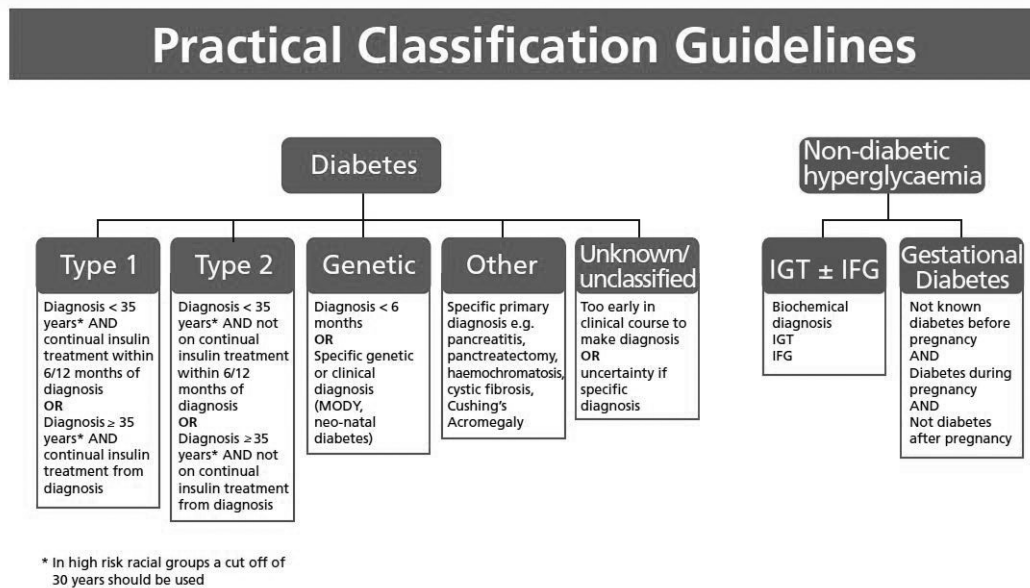 Practical Classification Guidelines
Diabetes
Type 1
Diagnosis < 35
years* AND
continual insulin
treatment within
6/12 months of
diagnosis
OR
Diagnosis ≥ 35
years* AND
continual insulin
treatment from
diagnosis
Type 2
Diagnosis < 35
years* AND not
on continual
insulin treatment
within 6/12
months of
diagnosis
OR
Diagnosis ≥35
years* AND not
on continual
insulin treatment
from diagnosis
Genetic
Diagnosis < 6
months
OR
Specific genetic
or clinical
diagnosis
(MODY,
neo-natal
diabetes)
Other
Specific primary
diagnosis e.g.
pancreatitis,
panctreatectomy,
haemochromatosis,
cystic fibrosis,
Cushing's
Acromegaly
Unknown/
unclassified
Too early in
clinical course to
make diagnosis
OR
uncertainty if
specific
diagnosis
Non-diabetic
hyperglycaemia
IGT ± IFG
Biochemical
diagnosis
IGT
IFG
Gestational
Diabetes
Not known
diabetes before
pregnancy
AND
Diabetes during
pregnancy
AND
Not diabetes
after pregnancy
* In high risk racial groups a cut off of
30 years should be used